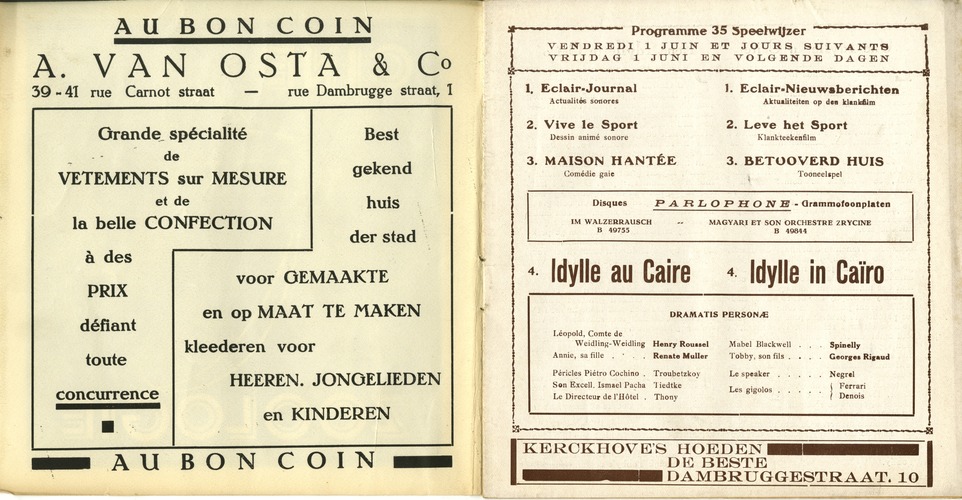 AU BON COIN
A. VAN OSTA & Co
39-41 rue Carnot straat — rue Dambrugge straat, 1
Grande spécialité
de
VETEMENTS sur MESURE
et de
la belle CONFECTION
à des
PRIX
défiant
toute
concurrence
Best
gekend
huis
der stad
voor GEMAAKTE
en op MAAT TE MAKEN
kleederen voor
HEEREN. JONGELIEDEN
en KINDEREN
AU BON COIN
Programme 35 Speelwijzer
VENDREDI 1 JUIN ET JOURS SUIVANTS
VRIJDAG 1 JUNI EN VOLGENDE DAGEN
1. Eclair-Journal
Actualités sonores
2. Vive le Sport
Dessin animé sonore
3. MAISON HANTÉE
Comédie gaie
1. Eclair-Nieuwsberichten
Aktualiteiten op den klankfilm
2. Leve het Sport
Klankteekenfilm
3. BETOOVERD HUIS
Tooneelspel
Disques PARLOPHONE - Grammofoonplaten
IM WALZERRAUSCH -- MAGYARI ET SON ORCHESTRE ZRYCINE
B 49755 B 49844
4. Idylle au Caire 4. Idylle in Caïro
DRAMATIS PERSONÆ
Léopold, Comte de
Weidling-Weidling Henry Roussel
Annie, sa fille . . . Renate Muller
Péricles Piétro Cochino . Troubetzkoy
Son Excell. Ismael Pacha Tiedtke
Le Directeur de l'Hôtel . Thony
Mabel Blackwell . . . Spinelly
Tobby, son fils . . . . Georges Rigaud
Le speaker . . . . . Negrel
Les gigolos . . . . . { Ferrari
Denois
KERCKHOVE'S HOEDEN
DE BESTE
DAMBRUGGESTRAAT. 10